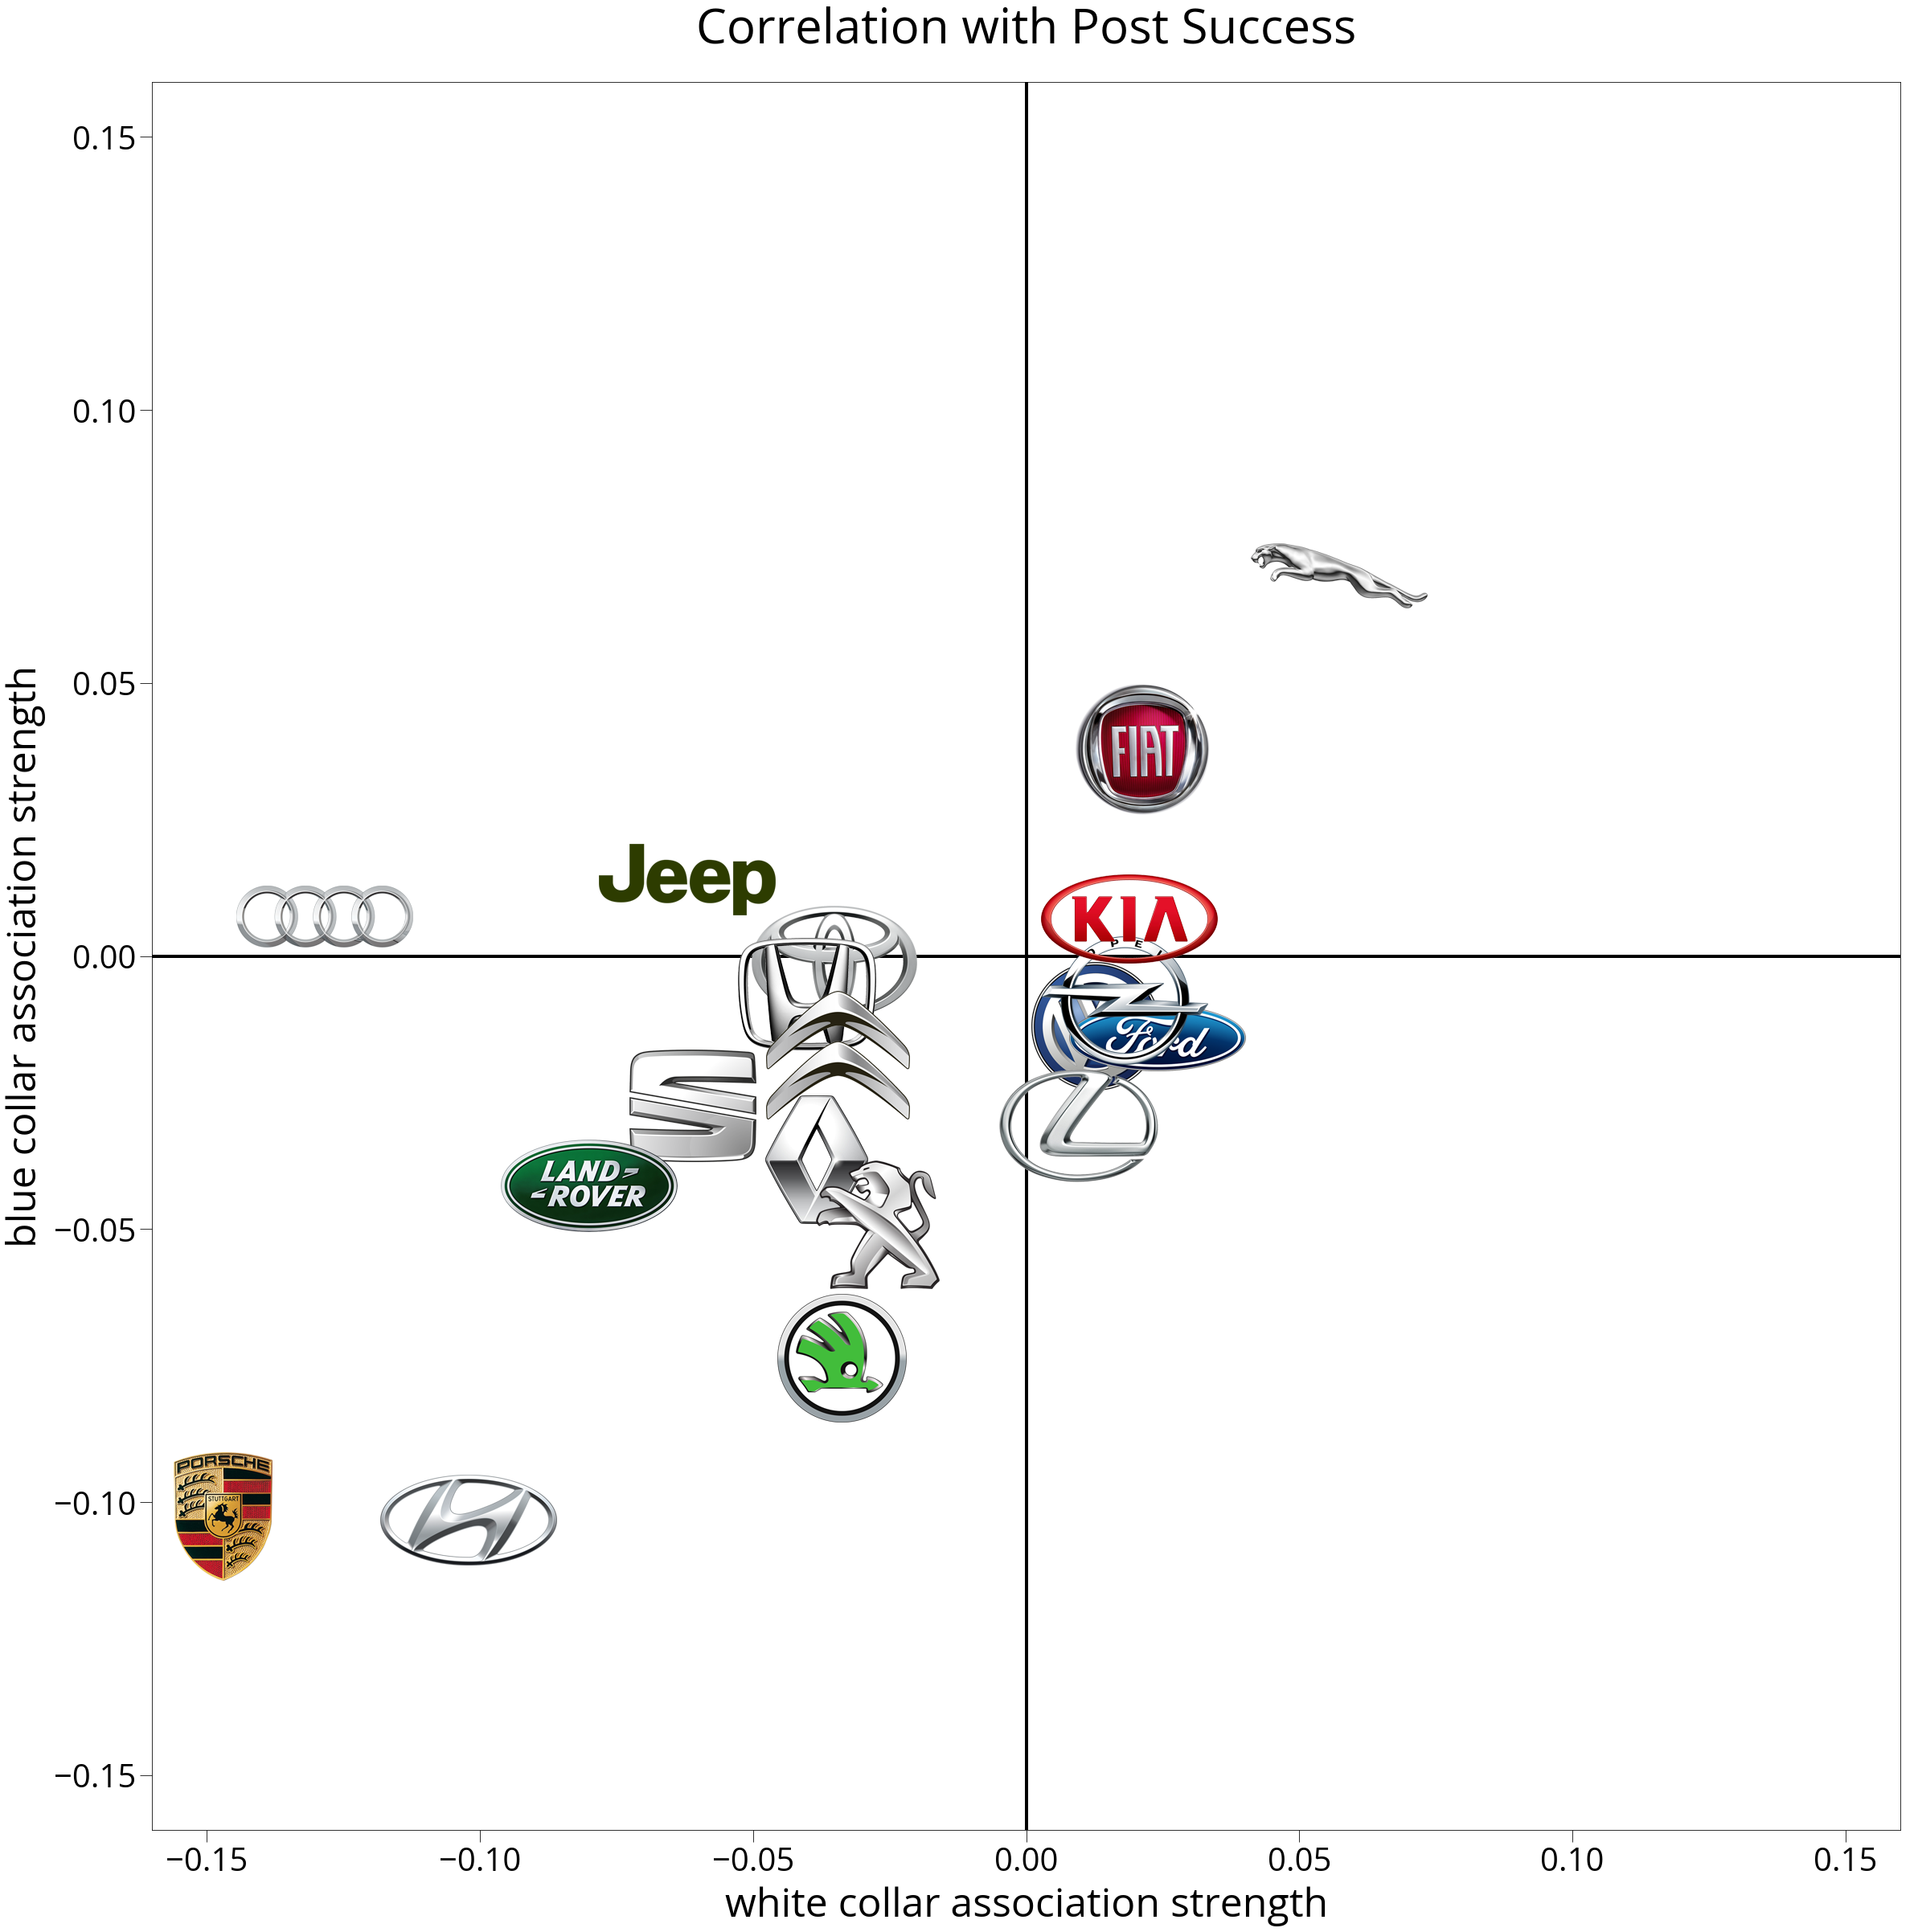 Correlation with Post Success
0.15
0.10
0.05
0.00
−0.05
−0.10
−0.15
blue collar association strength
FIAT
Jeep
KIA
OPEL
Ford
LAND
ROVER
PORSCHE
STUTTGART
−0.15 −0.10 −0.05 0.00 0.05 0.10 0.15
white collar association strength